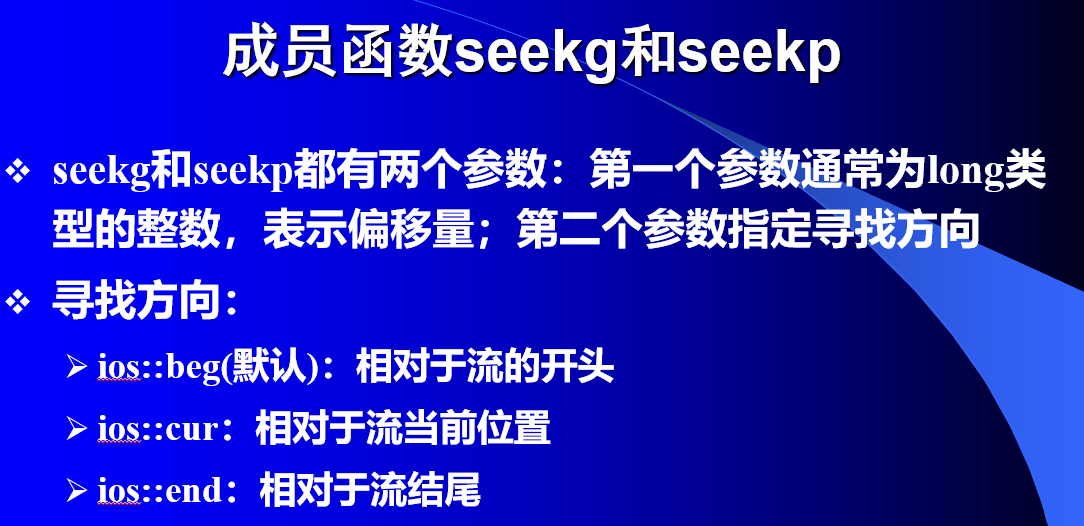 成员函数seekg和seekp
seekg和seekp都有两个参数：第一个参数通常为long类
型的整数，表示偏移量；第二个参数指定寻找方向
寻找方向：
ios::beg(默认)：相对于流的开头
ios::cur：相对于流当前位置
ios::end：相对于流结尾